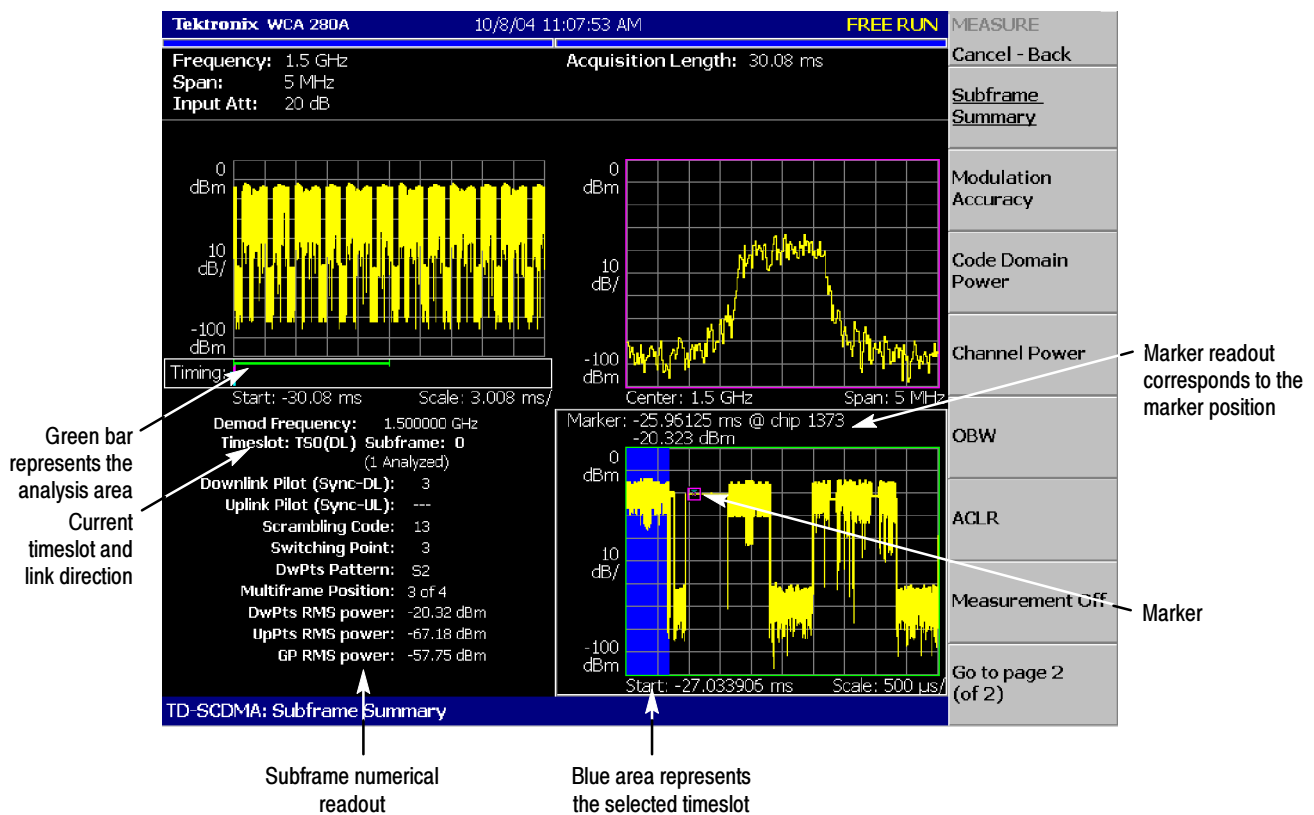 Tektronix WCA 280A 10/8/04 11:07:53 AM FREE RUN
Frequency: 1.5 GHz
Span: 5 MHz
Input Att: 20 dB
Acquisition Length: 30.08 ms
0
dBm
10
dB/
-100
dBm
Timing:
Start: -30.08 ms Scale: 3.008 ms/
0
dBm
10
dB/
-100
dBm
Center: 1.5 GHz Span: 5 MHz
Demod Frequency: 1.500000 GHz
Timeslot: TS0(DL) Subframe: 0
(1 Analyzed)
Downlink Pilot (Sync-DL): 3
Uplink Pilot (Sync-UL): ---
Scrambling Code: 13
Switching Point: 3
DwPts Pattern: S2
Multiframe Position: 3 of 4
DwPts RMS power: -20.32 dBm
UpPts RMS power: -67.18 dBm
GP RMS power: -57.75 dBm
Marker: -25.96125 ms @ chip 1373
-20.323 dBm
0
dBm
10
dB/
-100
dBm
Start: -27.033906 ms Scale: 500 µs/
TD-SCDMA: Subframe Summary
MEASURE
Cancel - Back
Subframe
Summary
Modulation
Accuracy
Code Domain
Power
Channel Power
OBW
ACLR
Measurement Off
Go to page 2
(of 2)
Green bar
represents the
analysis area
Current
timeslot and
link direction
Subframe numerical
readout
Blue area represents
the selected timeslot
Marker readout
corresponds to the
marker position
Marker